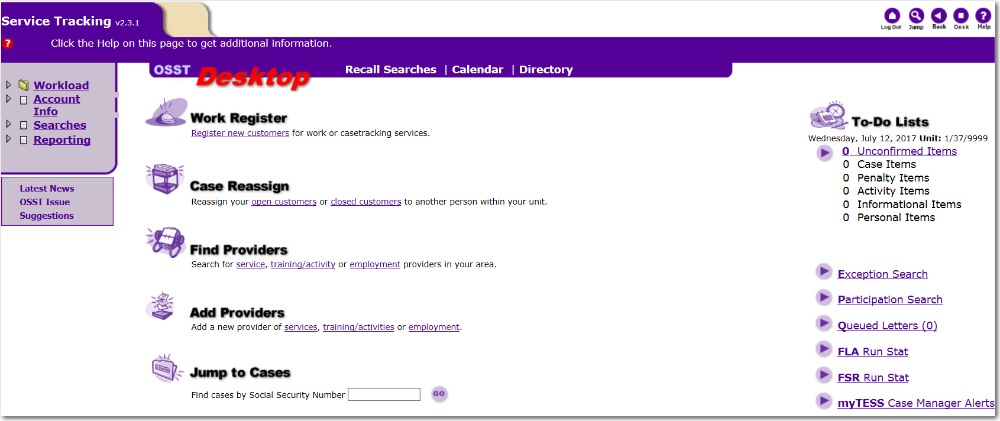 Service Tracking v2.3.1
Log Out Jump Back Desk Help
? Click the Help on this page to get additional information.
OSST Desktop Recall Searches | Calendar | Directory
Workload
Account
Info
Searches
Reporting
Latest News
OSST Issue
Suggestions
Work Register
Register new customers for work or casetracking services.
Case Reassign
Reassign your open customers or closed customers to another person within your unit.
Find Providers
Search for service, training/activity or employment providers in your area.
Add Providers
Add a new provider of services, training/activities or employment.
Jump to Cases
Find cases by Social Security Number GO
To-Do Lists
Wednesday, July 12, 2017 Unit: 1/37/9999
0 Unconfirmed Items
0 Case Items
0 Penalty Items
0 Activity Items
0 Informational Items
0 Personal Items
Exception Search
Participation Search
Queued Letters (0)
FLA Run Stat
FSR Run Stat
myTESS Case Manager Alerts